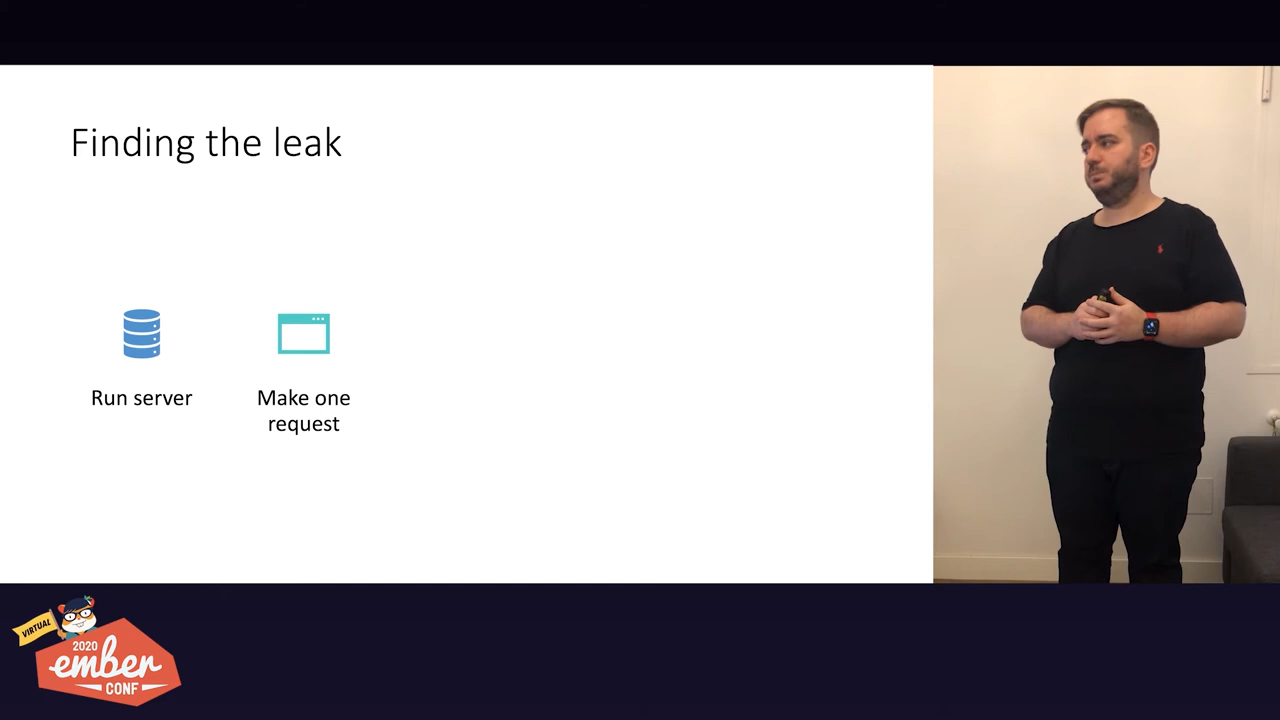 Finding the leak
Run server
Make one
request
VIRTUAL
2020
ember
CONF